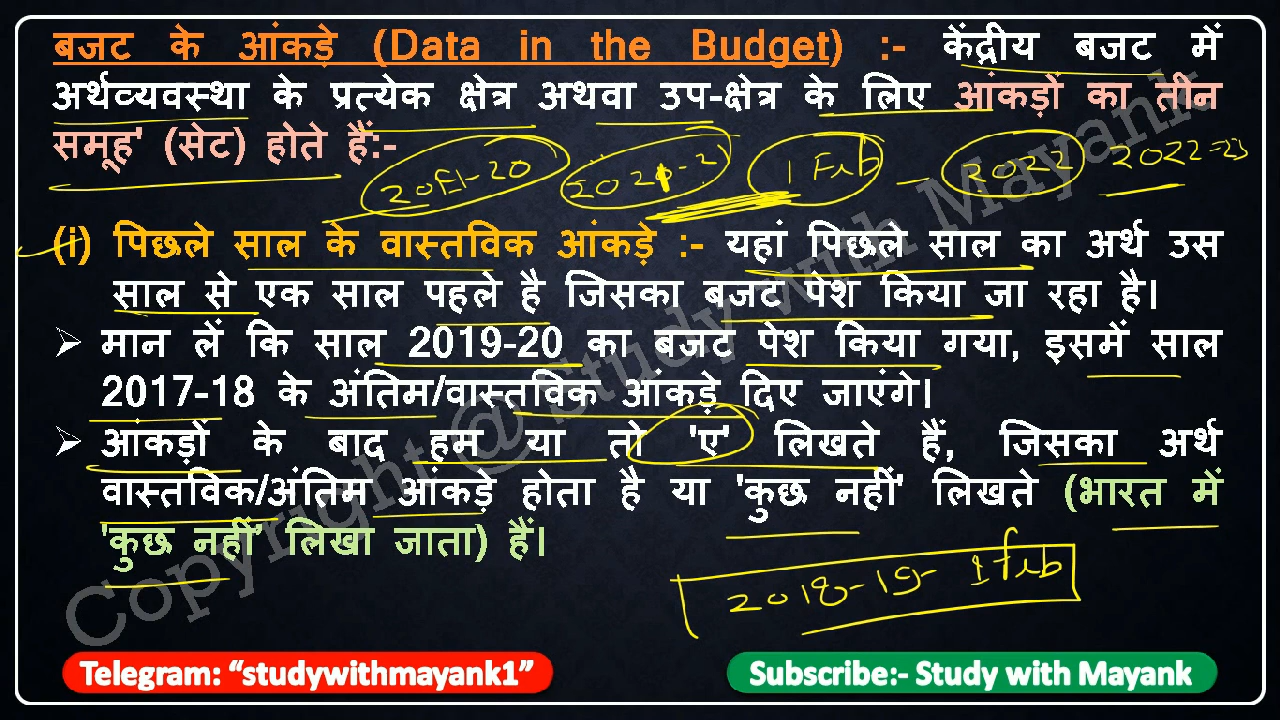 बजट के आंकड़े (Data in the Budget) :- केंद्रीय बजट में
अर्थव्यवस्था के प्रत्येक क्षेत्र अथवा उप-क्षेत्र के लिए आंकड़ों का तीन
समूह' (सेट) होते हैं:-
1 Feb - 2022 2022-23
(i) पिछले साल के वास्तविक आंकड़े :- यहां पिछले साल का अर्थ उस
साल से एक साल पहले है जिसका बजट पेश किया जा रहा है।
➢ मान लें कि साल 2019-20 का बजट पेश किया गया, इसमें साल
2017-18 के अंतिम/वास्तविक आंकड़े दिए जाएंगे।
➢ आंकड़ों के बाद हम या तो 'ए' लिखते हैं, जिसका अर्थ
वास्तविक/अंतिम आंकड़े होता है या 'कुछ नहीं' लिखते (भारत में
'कुछ नहीं’ लिखा जाता) हैं।
2018-19- 1 Feb
Copyright @ Study with Mayank
Telegram: “studywithmayank1”
Subscribe:- Study with Mayank